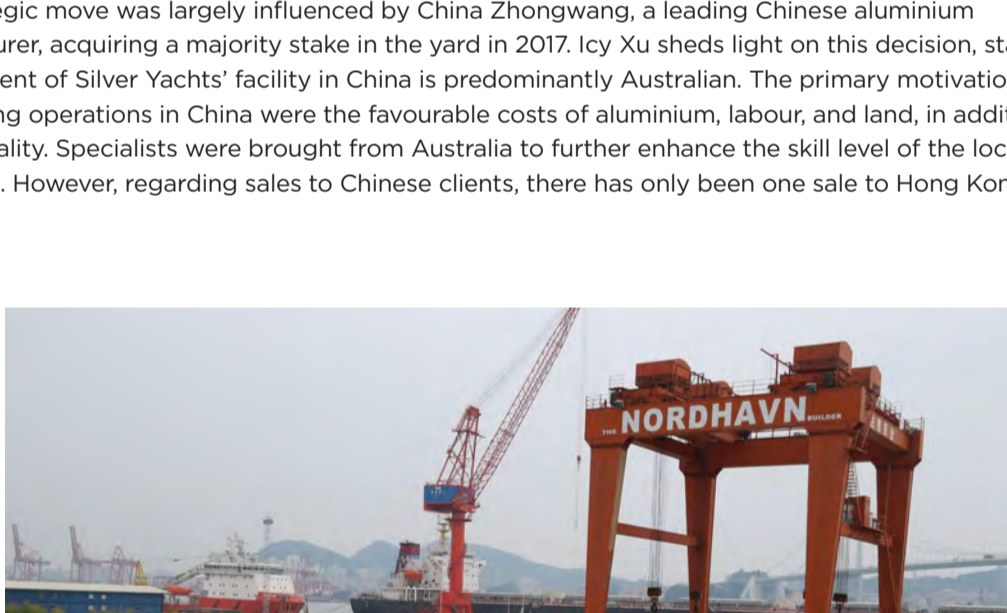 egic move was largely influenced by China Zhongwang, a leading Chinese aluminium
urer, acquiring a majority stake in the yard in 2017. Icy Xu sheds light on this decision, sta
ent of Silver Yachts’ facility in China is predominantly Australian. The primary motivatio
ng operations in China were the favourable costs of aluminium, labour, and land, in addit
ality. Specialists were brought from Australia to further enhance the skill level of the loc
. However, regarding sales to Chinese clients, there has only been one sale to Hong Kon
THE NORDHAVN BUILDER